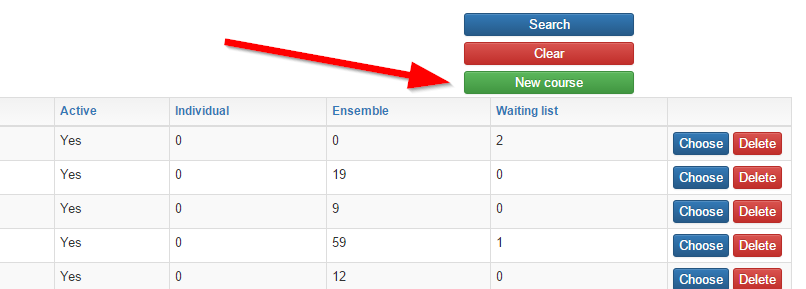 Search
Clear
New course
Active Individual Ensemble Waiting list
Yes 0 0 2 Choose Delete
Yes 0 19 0 Choose Delete
Yes 0 9 0 Choose Delete
Yes 0 59 1 Choose Delete
Yes 0 12 0 Choose Delete